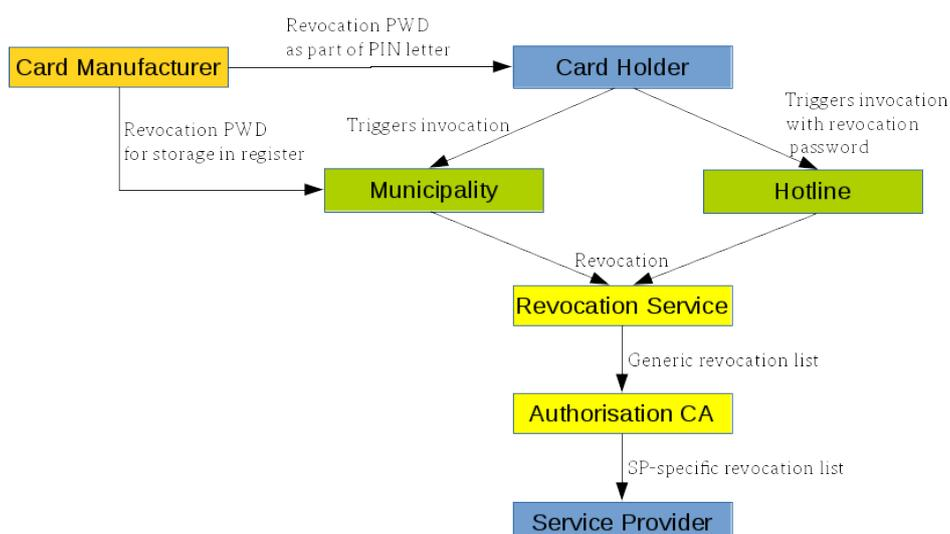 Revocation PWD
as part of PIN letter
Card Manufacturer
Card Holder
Revocation PWD
for storage in register
Triggers invocation
Triggers invocation
with revocation
password
Municipality
Hotline
Revocation
Revocation Service
Generic revocation list
Authorisation CA
SP-specific revocation list
Service Provider